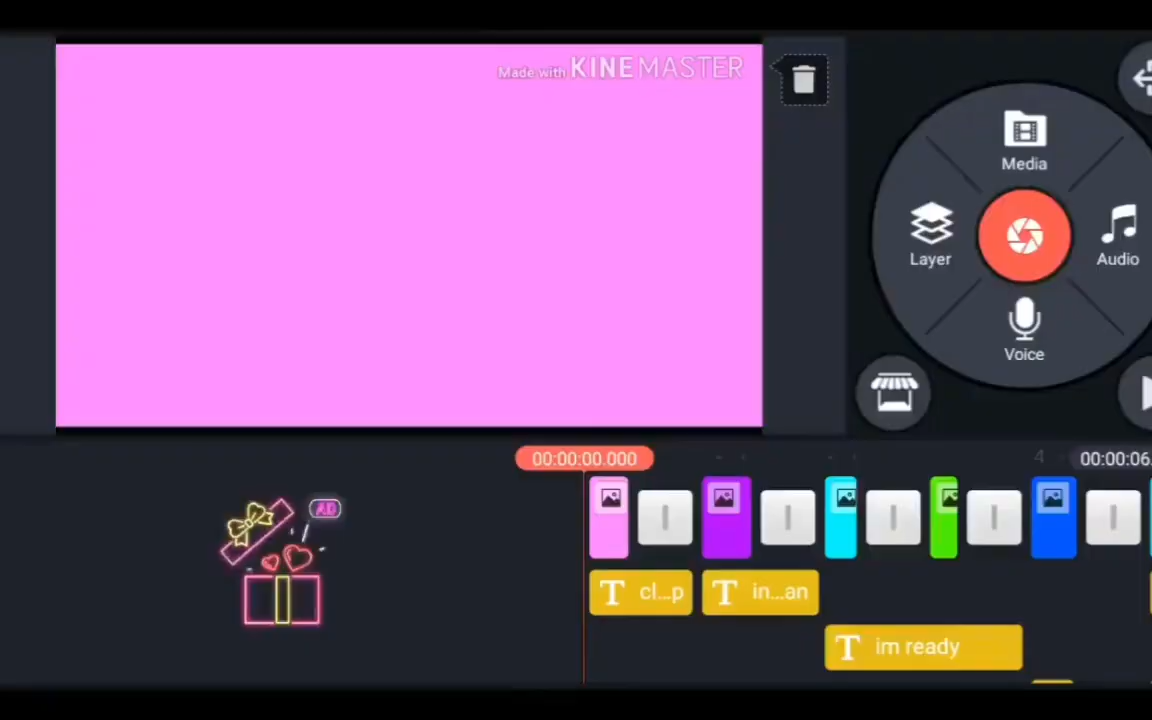 Made with KINEMASTER
Media
Layer
Audio
Voice
00:00:00.000
4
00:00:06.
AD
cl...p
in...an
im ready